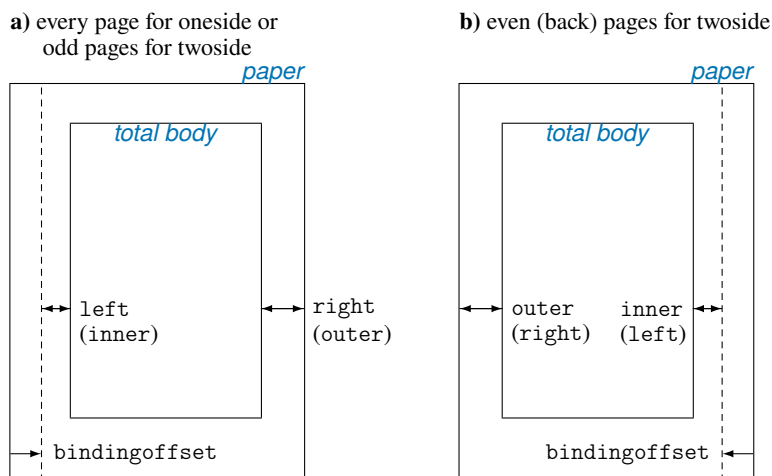 a) every page for oneside or
odd pages for twoside
paper
total body
left
(inner)
right
(outer)
bindingoffset
b) even (back) pages for twoside
paper
total body
outer
(right)
inner
(left)
bindingoffset